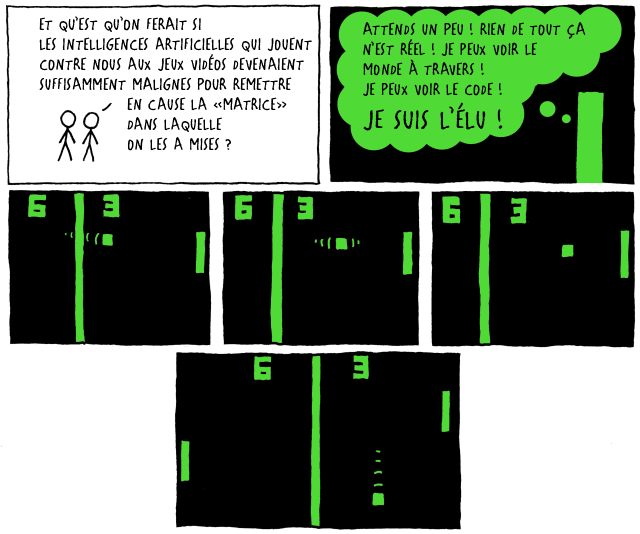 ET QU'EST QU'ON FERAIT SI
LES INTELLIGENCES ARTIFICIELLES QUI JOUENT
CONTRE NOUS AUX JEUX VIDÉOS DEVENAIENT
SUFFISAMMENT MALIGNES POUR REMETTRE
EN CAUSE LA «MATRICE»
DANS LAQUELLE
ON LES A MISES ?
ATTENDS UN PEU ! RIEN DE TOUT ÇA
N'EST RÉEL ! JE PEUX VOIR LE
MONDE À TRAVERS !
JE PEUX VOIR LE CODE !
JE SUIS L'ÉLU !
6 3
6 3
6 3
6 3